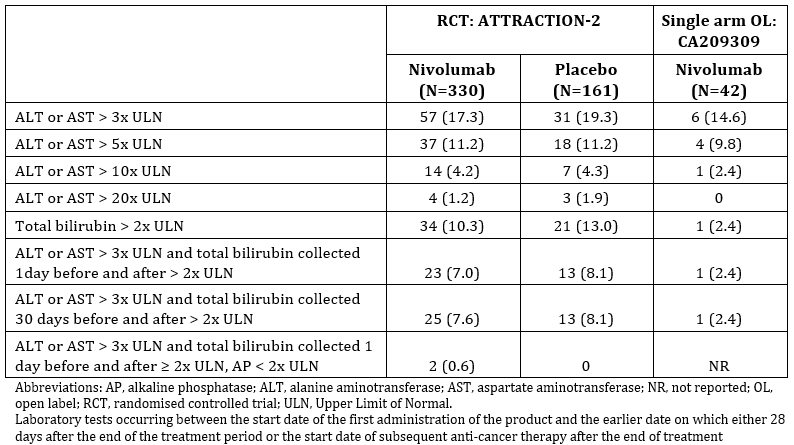 RCT: ATTRACTION-2
Single arm OL:
CA209309
Nivolumab
(N=330)
Placebo
(N=161)
Nivolumab
(N=42)
ALT or AST > 3x ULN 57 (17.3) 31 (19.3) 6 (14.6)
ALT or AST > 5x ULN 37 (11.2) 18 (11.2) 4 (9.8)
ALT or AST > 10x ULN 14 (4.2) 7 (4.3) 1 (2.4)
ALT or AST > 20x ULN 4 (1.2) 3 (1.9) 0
Total bilirubin > 2x ULN 34 (10.3) 21 (13.0) 1 (2.4)
ALT or AST > 3x ULN and total bilirubin collected
1day before and after > 2x ULN 23 (7.0) 13 (8.1) 1 (2.4)
ALT or AST > 3x ULN and total bilirubin collected
30 days before and after > 2x ULN 25 (7.6) 13 (8.1) 1 (2.4)
ALT or AST > 3x ULN and total bilirubin collected 1
day before and after ≥ 2x ULN, AP < 2x ULN 2 (0.6) 0 NR
Abbreviations: AP, alkaline phosphatase; ALT, alanine aminotransferase; AST, aspartate aminotransferase; NR, not reported; OL,
open label; RCT, randomised controlled trial; ULN, Upper Limit of Normal.
Laboratory tests occurring between the start date of the first administration of the product and the earlier date on which either 28
days after the end of the treatment period or the start date of subsequent anti-cancer therapy after the end of treatment